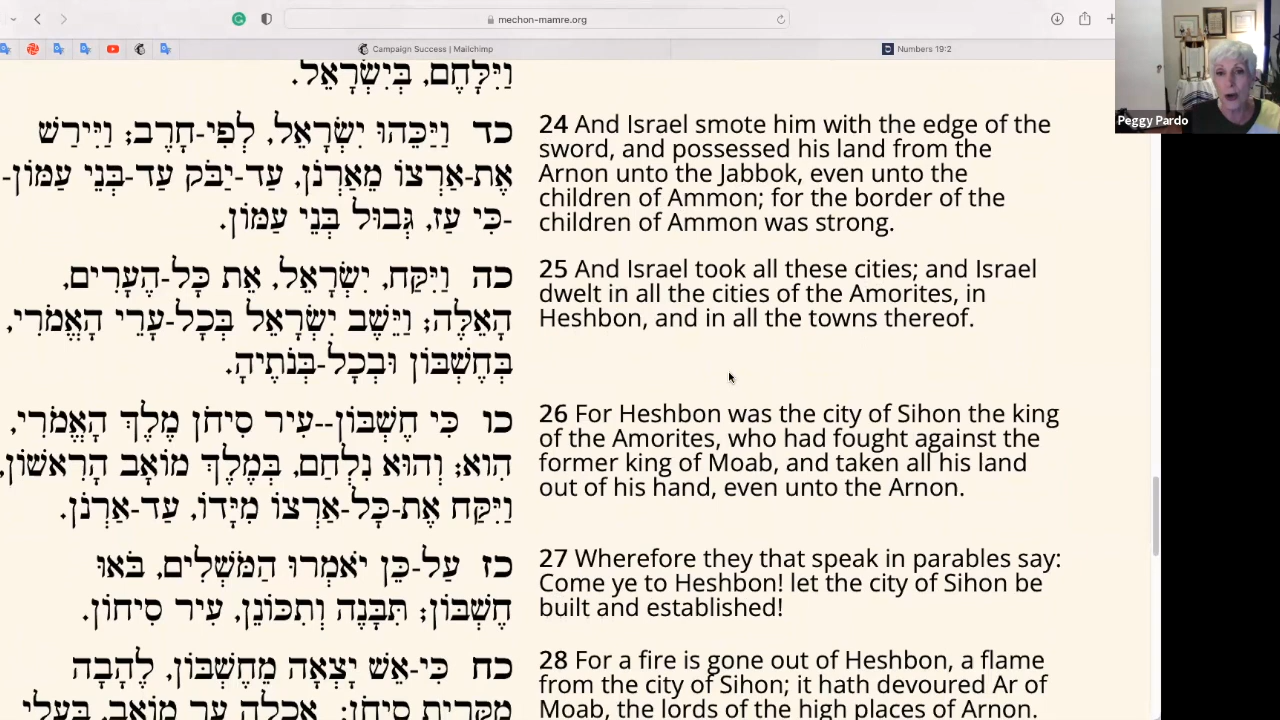 mechon-mamre.org
Campaign Success | Mailchimp
Numbers 19:2
Peggy Pardo
וַיִּלָּחֶם, בְּיִשְׂרָאֵל.
כד וַיַּכֵּהוּ יִשְׂרָאֵל, לְפִי-חָרֶב; וַיִּירַשׁ
אֶת-אַרְצוֹ מֵאַרְנֹן, עַד-יַבֹּק עַד-בְּנֵי עַמּוֹן-
-כִּי עַז, גְּבוּל בְּנֵי עַמּוֹן.
24 And Israel smote him with the edge of the
sword, and possessed his land from the
Arnon unto the Jabbok, even unto the
children of Ammon; for the border of the
children of Ammon was strong.
כה וַיִּקַּח, יִשְׂרָאֵל, אֵת כָּל-הֶעָרִים,
הָאֵלֶּה; וַיֵּשֶׁב יִשְׂרָאֵל בְּכָל-עָרֵי הָאֱמֹרִי,
בְּחֶשְׁבּוֹן וּבְכָל-בְּנֹתֶיהָ.
25 And Israel took all these cities; and Israel
dwelt in all the cities of the Amorites, in
Heshbon, and in all the towns thereof.
כו כִּי חֶשְׁבּוֹן--עִיר סִיחֹן מֶלֶךְ הָאֱמֹרִי,
הִוא; וְהוּא נִלְחַם, בְּמֶלֶךְ מוֹאָב הָרִאשׁוֹן,
וַיִּקַּח אֶת-כָּל-אַרְצוֹ מִיָּדוֹ, עַד-אַרְנֹן.
26 For Heshbon was the city of Sihon the king
of the Amorites, who had fought against the
former king of Moab, and taken all his land
out of his hand, even unto the Arnon.
כז עַל-כֵּן יֹאמְרוּ הַמֹּשְׁלִים, בֹּאוּ
חֶשְׁבּוֹן; תִּבָּנֶה וְתִכּוֹנֵן, עִיר סִיחוֹן.
27 Wherefore they that speak in parables say:
Come ye to Heshbon! let the city of Sihon be
built and established!
כח כִּי-אֵשׁ יָצְאָה מֵחֶשְׁבּוֹן, לֶהָבָה
מִקִּרְיַת סִיחֹן; אָכְלָה עָר מוֹאָב, בַּעֲלֵי
28 For a fire is gone out of Heshbon, a flame
from the city of Sihon; it hath devoured Ar of
Moab, the lords of the high places of Arnon.